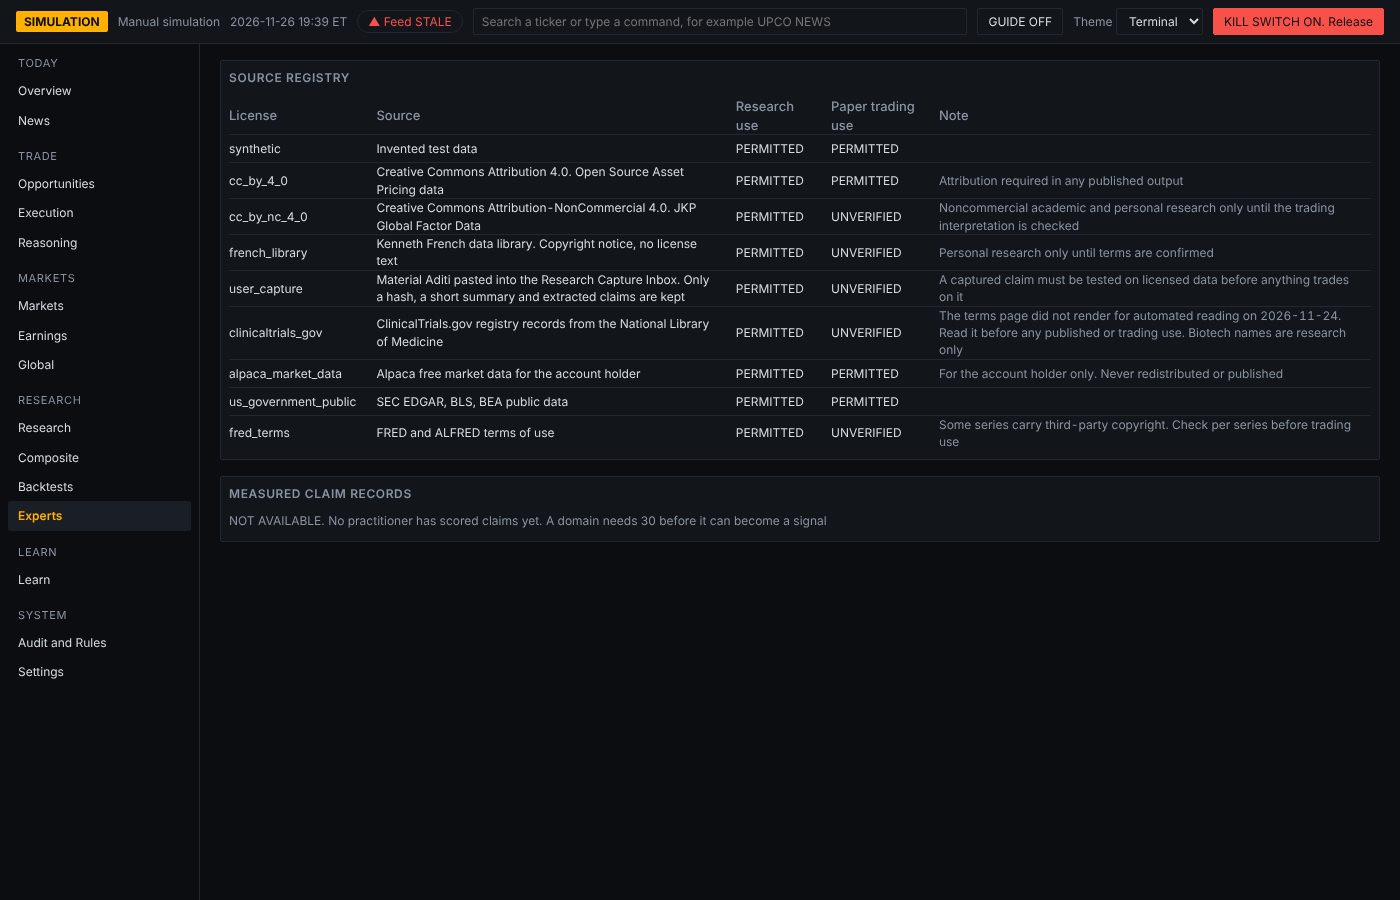 SIMULATION Manual simulation 2026-11-26 19:39 ET ▲ Feed STALE Search a ticker or type a command, for example UPCO NEWS GUIDE OFF Theme Terminal KILL SWITCH ON. Release
TODAY
Overview
News
TRADE
Opportunities
Execution
Reasoning
MARKETS
Markets
Earnings
Global
RESEARCH
Research
Composite
Backtests
Experts
LEARN
Learn
SYSTEM
Audit and Rules
Settings
SOURCE REGISTRY
License Source Research use Paper trading use Note
synthetic Invented test data PERMITTED PERMITTED
cc_by_4_0 Creative Commons Attribution 4.0. Open Source Asset Pricing data PERMITTED PERMITTED Attribution required in any published output
cc_by_nc_4_0 Creative Commons Attribution-NonCommercial 4.0. JKP Global Factor Data PERMITTED UNVERIFIED Noncommercial academic and personal research only until the trading interpretation is checked
french_library Kenneth French data library. Copyright notice, no license text PERMITTED UNVERIFIED Personal research only until terms are confirmed
user_capture Material Aditi pasted into the Research Capture Inbox. Only a hash, a short summary and extracted claims are kept PERMITTED UNVERIFIED A captured claim must be tested on licensed data before anything trades on it
clinicaltrials_gov ClinicalTrials.gov registry records from the National Library of Medicine PERMITTED UNVERIFIED The terms page did not render for automated reading on 2026-11-24. Read it before any published or trading use. Biotech names are research only
alpaca_market_data Alpaca free market data for the account holder PERMITTED PERMITTED For the account holder only. Never redistributed or published
us_government_public SEC EDGAR, BLS, BEA public data PERMITTED PERMITTED
fred_terms FRED and ALFRED terms of use PERMITTED UNVERIFIED Some series carry third-party copyright. Check per series before trading use
MEASURED CLAIM RECORDS
NOT AVAILABLE. No practitioner has scored claims yet. A domain needs 30 before it can become a signal